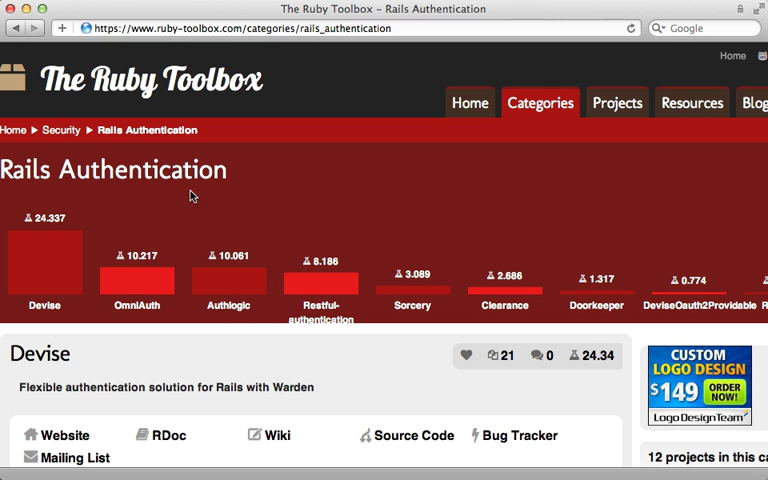 The Ruby Toolbox – Rails Authentication
https://www.ruby-toolbox.com/categories/rails_authentication
Google
Home
The Ruby Toolbox
Home Categories Projects Resources Blog
Home Security Rails Authentication
Rails Authentication
24.337 10.217 10.061 8.186 3.089 2.686 1.317 0.774
Devise OmniAuth Authlogic Restful-authentication Sorcery Clearance Doorkeeper DeviseOauth2Providable R
Devise
21 0 24.34
Flexible authentication solution for Rails with Warden
Website RDoc Wiki Source Code Bug Tracker
Mailing List
CUSTOM
LOGO DESIGN
$149 ORDER NOW!
LogoDesignTeam
12 projects in this ca